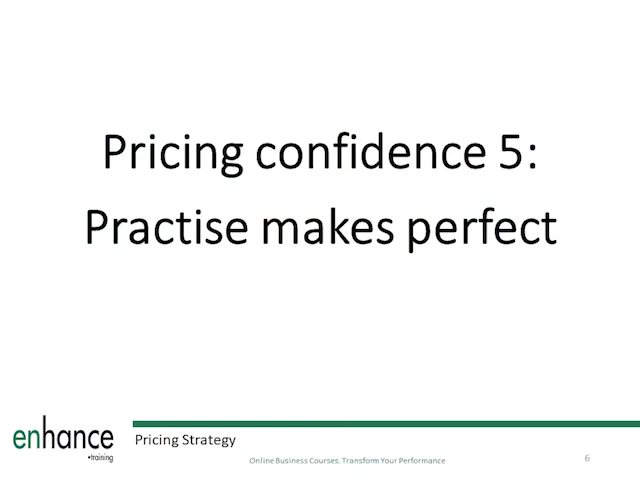 Pricing confidence 5:
Practise makes perfect
enhance
•training
Pricing Strategy
Online Business Courses. Transform Your Performance
6